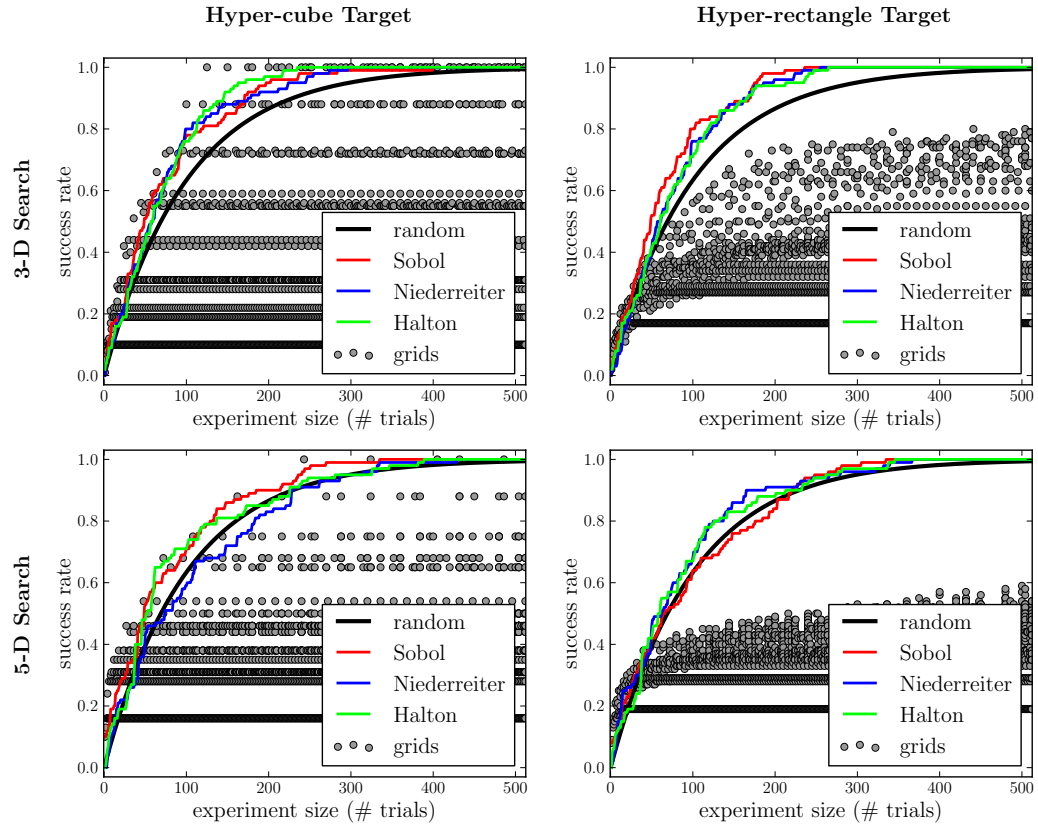 Hyper-cube Target
Hyper-rectangle Target
3-D Search
success rate
1.0
0.8
0.6
0.4
0.2
0.0
0 100 200 300 400 500
experiment size (# trials)
random
Sobol
Niederreiter
Halton
grids
success rate
1.0
0.8
0.6
0.4
0.2
0.0
0 100 200 300 400 500
experiment size (# trials)
random
Sobol
Niederreiter
Halton
grids
5-D Search
success rate
1.0
0.8
0.6
0.4
0.2
0.0
0 100 200 300 400 500
experiment size (# trials)
random
Sobol
Niederreiter
Halton
grids
success rate
1.0
0.8
0.6
0.4
0.2
0.0
0 100 200 300 400 500
experiment size (# trials)
random
Sobol
Niederreiter
Halton
grids